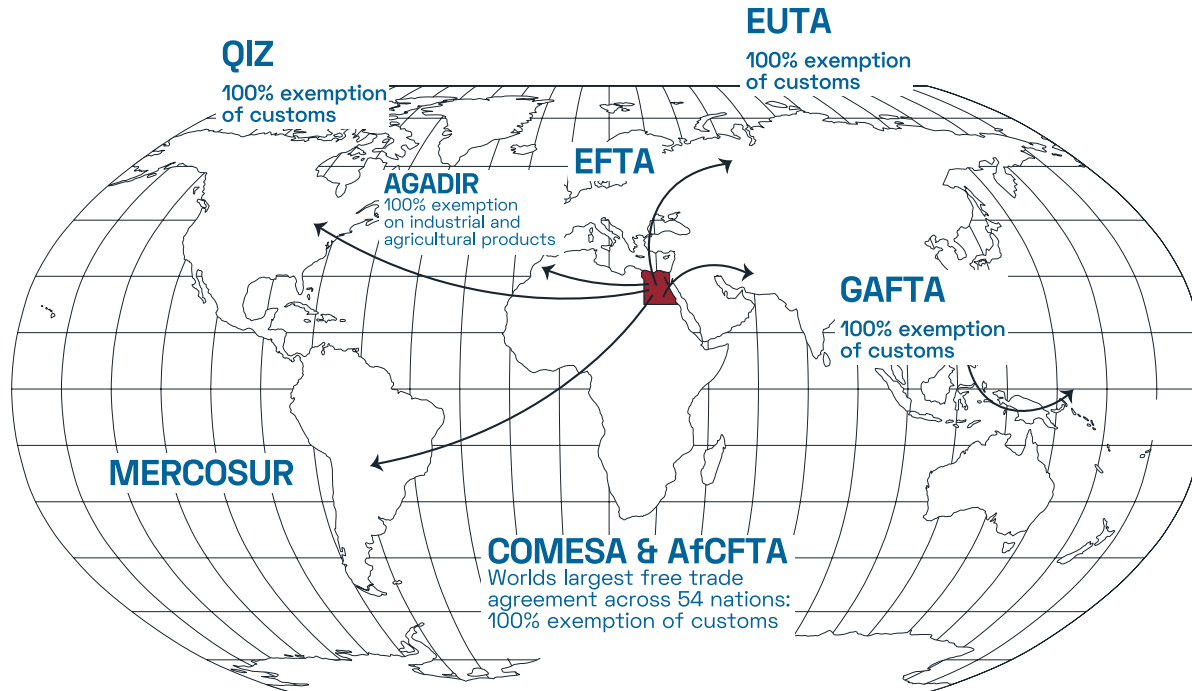 QIZ
100% exemption
of customs
EUTA
100% exemption
of customs
EFTA
AGADIR
100% exemption
on industrial and
agricultural products
GAFTA
100% exemption
of customs
MERCOSUR
COMESA & AfCFTA
Worlds largest free trade
agreement across 54 nations:
100% exemption of customs